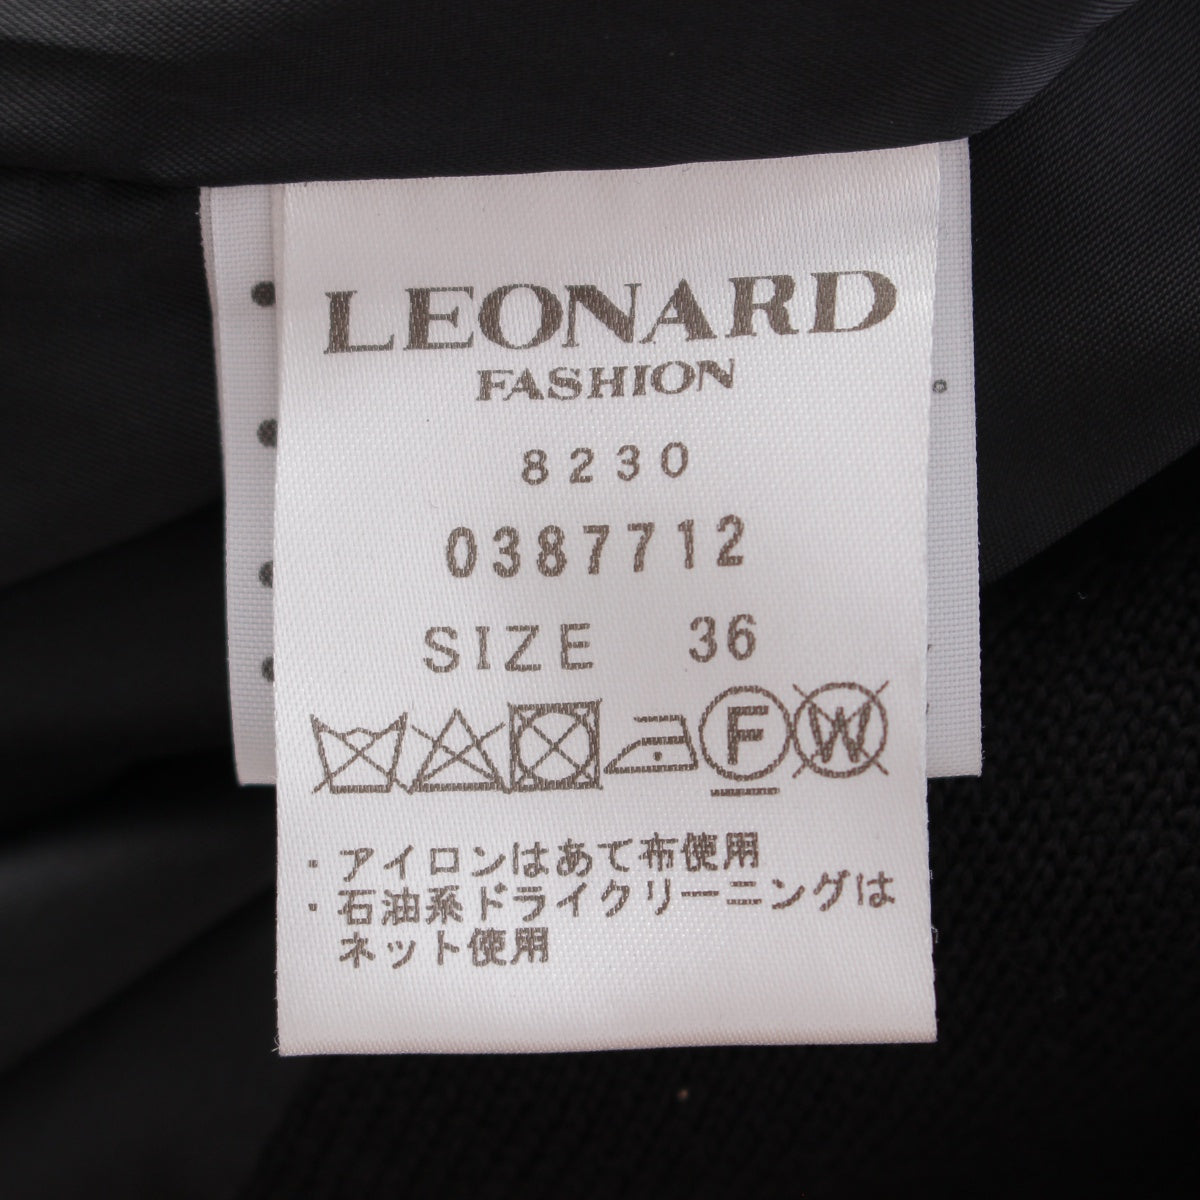 LEONARD
FASHION
8230
0387712
SIZE 36
F W
・アイロンはあて布使用
・石油系ドライクリーニングは
ネット使用